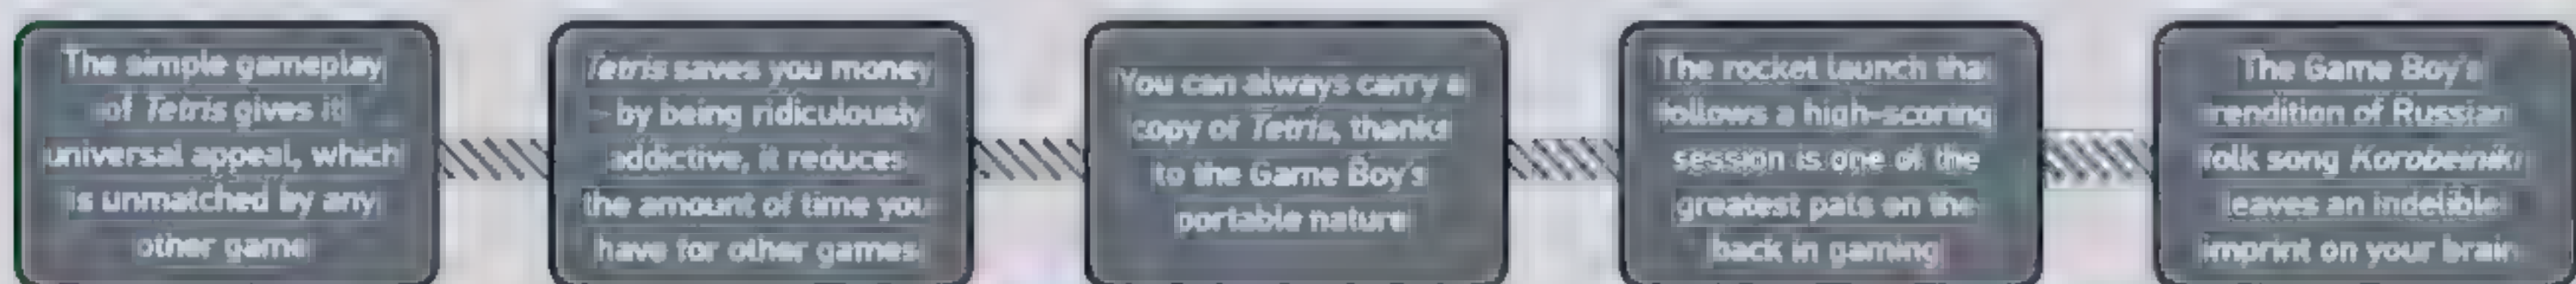 The simple gameplay
of Tetris gives it
universal appeal, which
is unmatched by any
other game
Tetris saves you money
- by being ridiculously
addictive, it reduces
the amount of time you
have for other games
You can always carry a
copy of Tetris, thanks
to the Game Boy's
portable nature
The rocket launch that
follows a high-scoring
session is one of the
greatest pats on the
back in gaming
The Game Boy's
rendition of Russian
folk song Korobeiniki
leaves an indelible
imprint on your brain